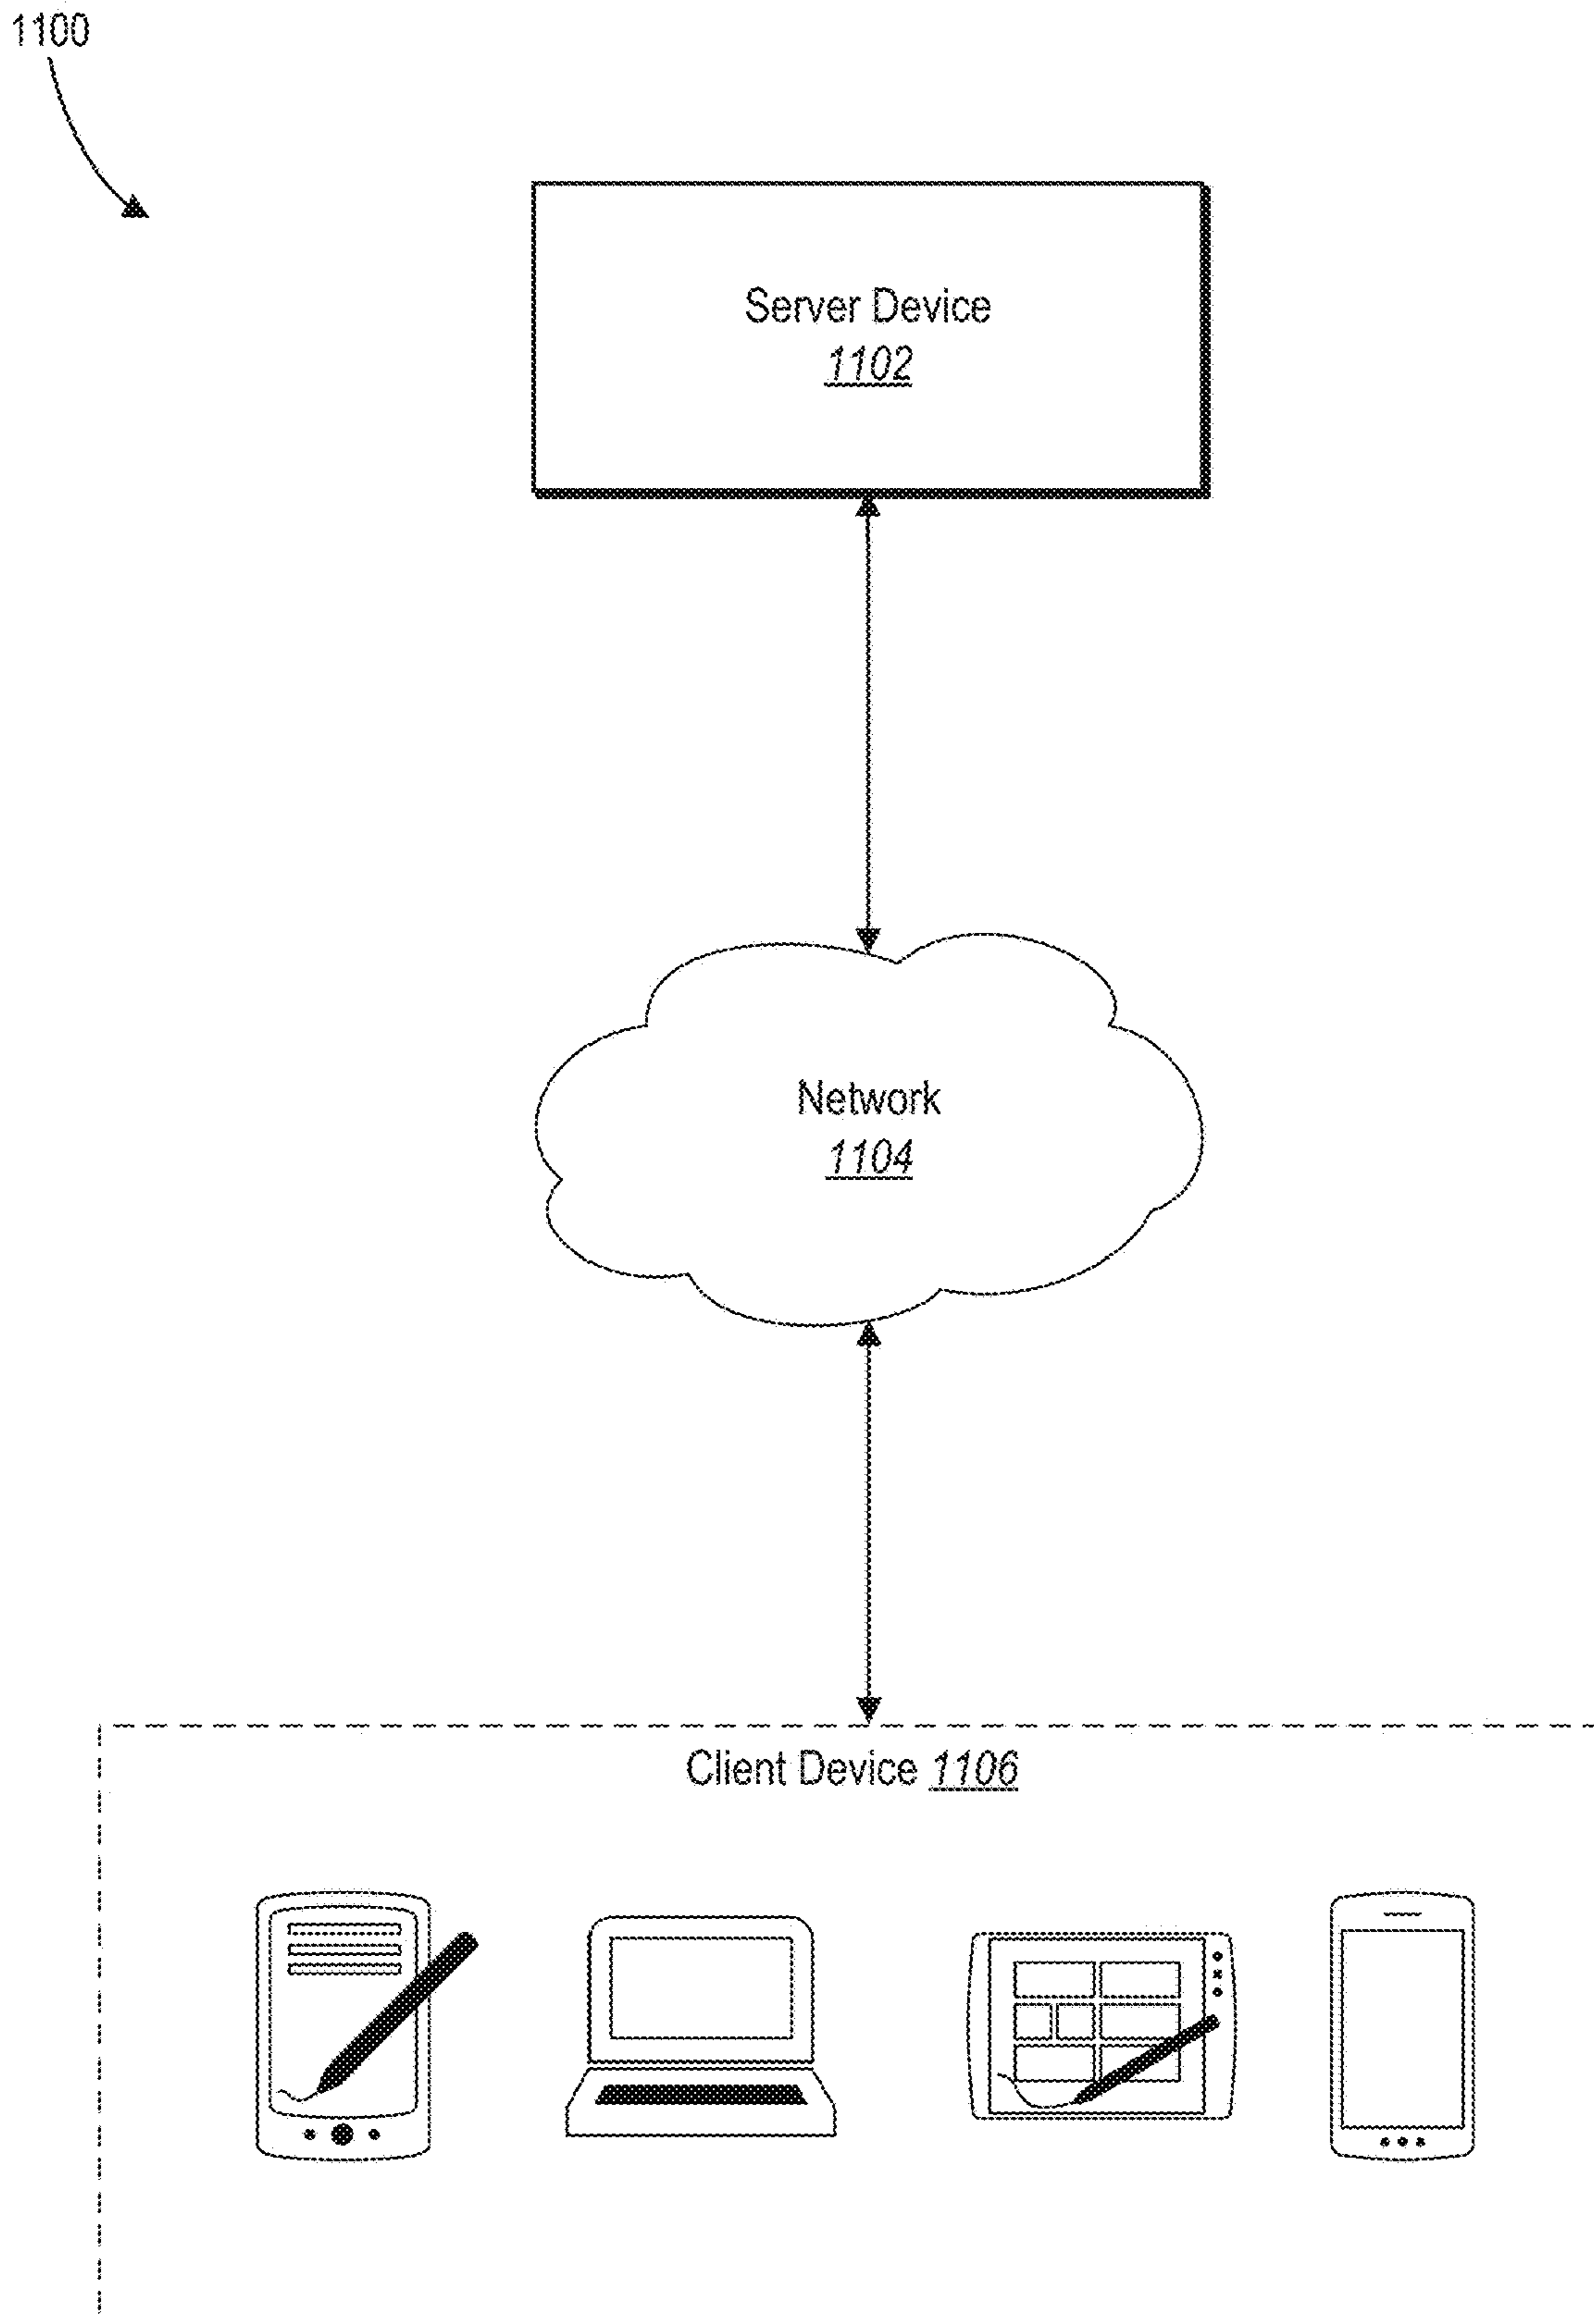 1100
Server Device
1102
Network
1104
Client Device 1106